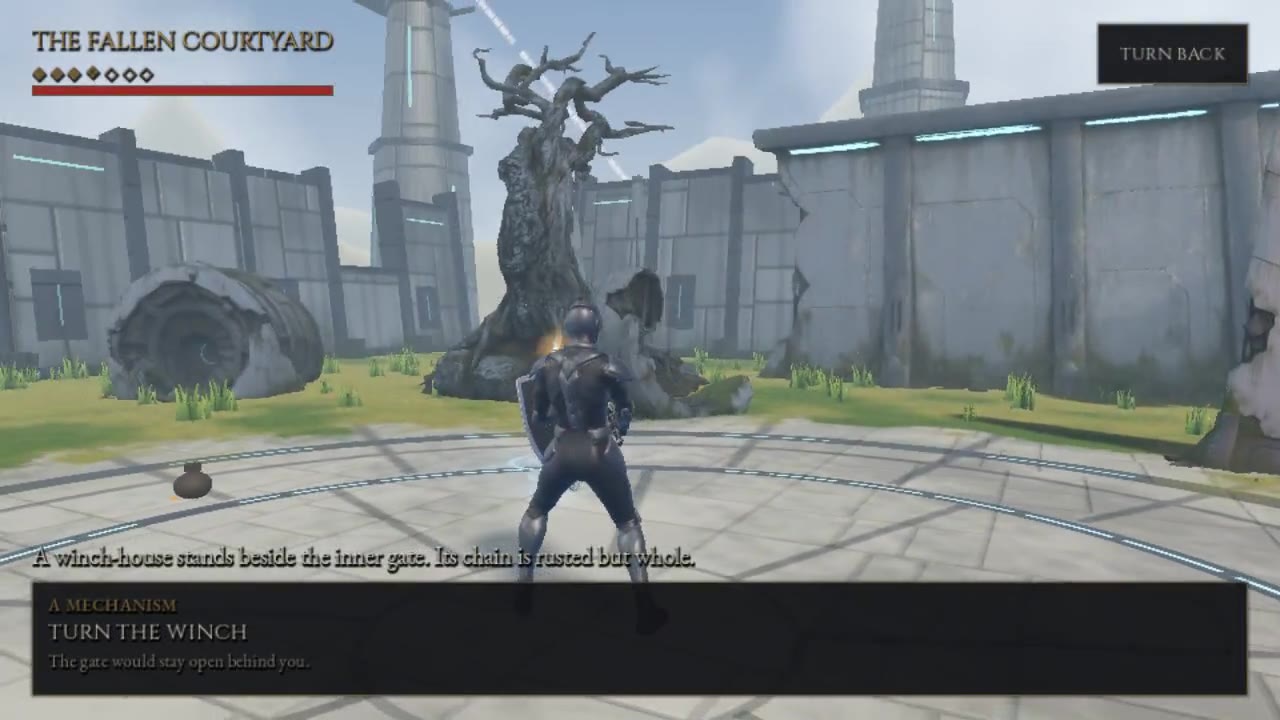 THE FALLEN COURTYARD
TURN BACK
A winch-house stands beside the inner gate. Its chain is rusted but whole.
A MECHANISM
TURN THE WINCH
The gate would stay open behind you.